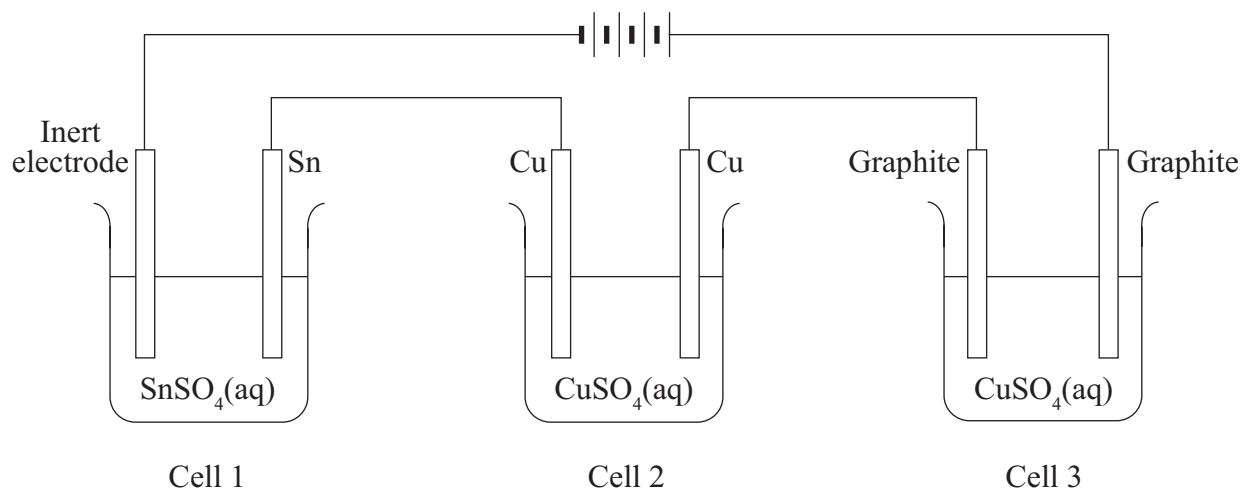 Inert
electrode
Sn
Cu
Cu
Graphite
Graphite
SnSO₄(aq)
CuSO₄(aq)
CuSO₄(aq)
Cell 1
Cell 2
Cell 3